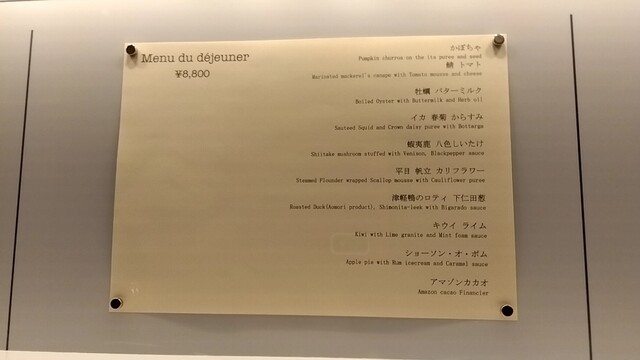 Menu du déjeuner
¥8,800
かぼちゃ
Pumpkin churros on the its puree and seed
鯖 トマト
Marinated markerel's canape with Tomato mousse and cheese
牡蠣 バターミルク
Boiled Oyster with Buttermilk and Herb oil
イカ 春菊 からすみ
Sauteed Squid and Crown daisy puree with Bottarga
蝦夷鹿 八色しいたけ
Shiitake mushroom stuffed with Venison, Blackpepper sauce
平目 帆立 カリフラワー
Steamed Flounder wrapped Scallop mousse with Cauliflower puree
津軽鴨のロティ 下仁田葱
Roasted Duck(Aomori product), Shimonita-leek with Bigarade sauce
キウイ ライム
Kiwi with Lime granite and Mint foam sauce
ショーソン・オ・ポム
Apple pie with Rum icecream and Caramel sauce
アマゾンカカオ
Amazon cacao Financier